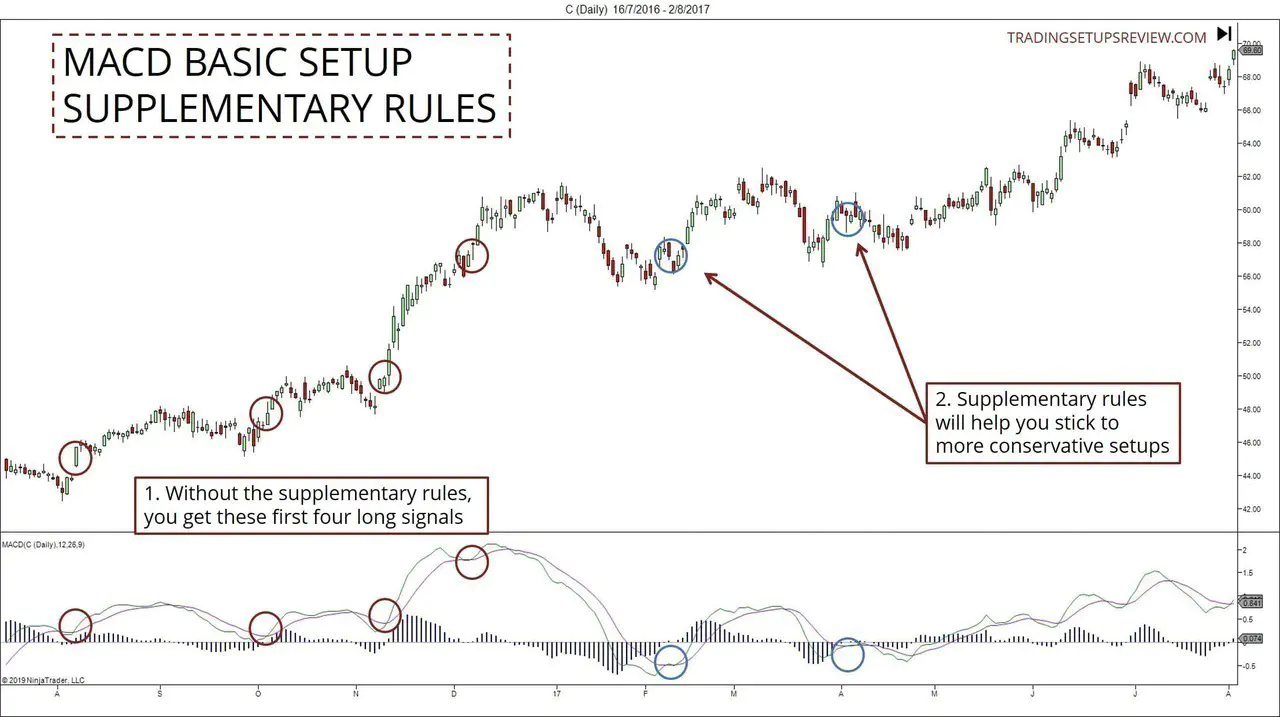 C (Daily) 16/7/2016 - 2/8/2017
MACD BASIC SETUP
SUPPLEMENTARY RULES
TRADINGSETUPSREVIEW.COM
70.00
69.60
68.00
66.00
64.00
62.00
60.00
58.00
56.00
54.00
52.00
50.00
48.00
46.00
44.00
42.00
2. Supplementary rules
will help you stick to
more conservative setups
1. Without the supplementary rules,
you get these first four long signals
MACD(C (Daily),12,26,9)
2
1.5
0.841
0.5
0.074
-0.5
© 2019 NinjaTrader, LLC
A S O N D 17 F M A M J J A